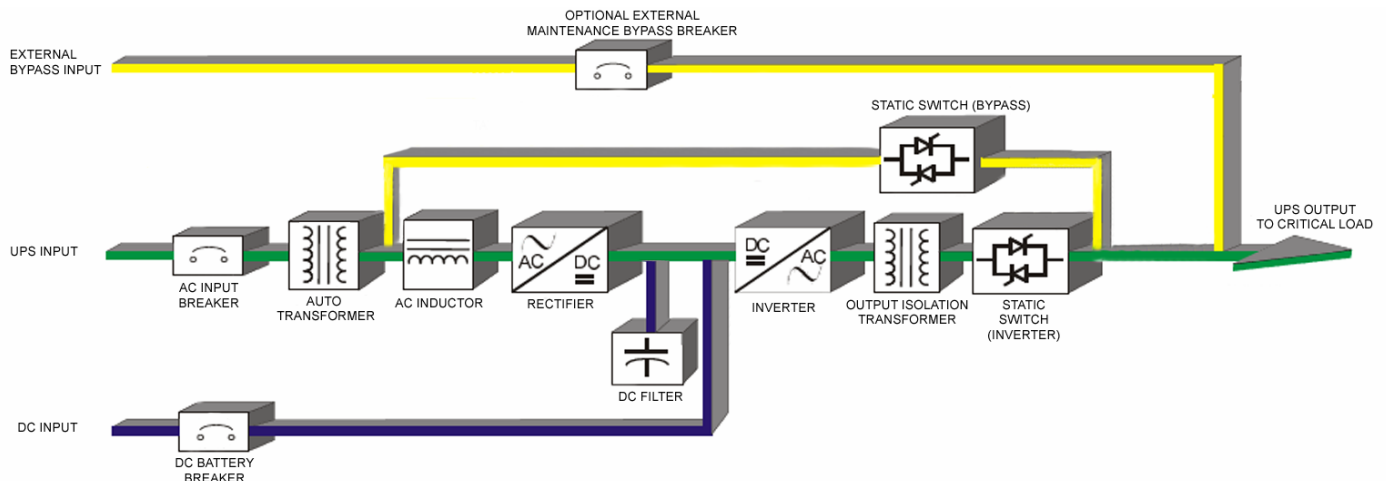 OPTIONAL EXTERNAL
MAINTENANCE BYPASS BREAKER
EXTERNAL
BYPASS INPUT
STATIC SWITCH (BYPASS)
UPS INPUT
UPS OUTPUT
TO CRITICAL LOAD
AC
DC
DC
AC
AC INPUT
BREAKER
AUTO
TRANSFORMER
AC INDUCTOR
RECTIFIER
INVERTER
OUTPUT ISOLATION
TRANSFORMER
STATIC
SWITCH
(INVERTER)
DC FILTER
DC INPUT
DC BATTERY
BREAKER